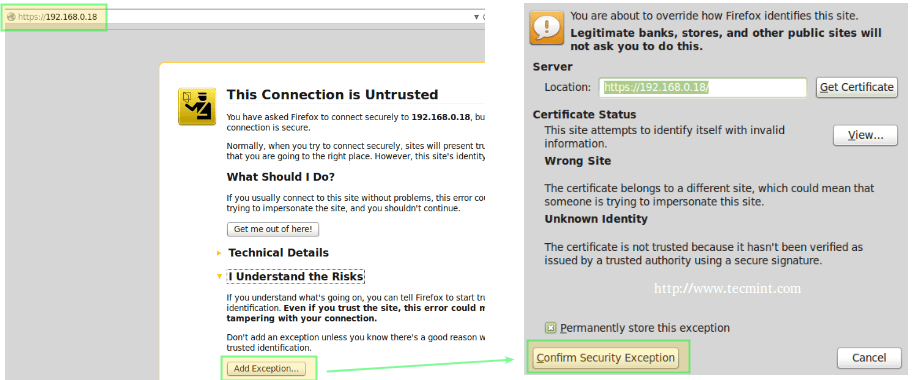 https://192.168.0.18
This Connection is Untrusted
You have asked Firefox to connect securely to 192.168.0.18, bu
connection is secure.
Normally, when you try to connect securely, sites will present tru
that you are going to the right place. However, this site's identity
What Should I Do?
If you usually connect to this site without problems, this error cou
trying to impersonate the site, and you shouldn't continue.
Get me out of here!
Technical Details
I Understand the Risks
If you understand what's going on, you can tell Firefox to start tru
identification. Even if you trust the site, this error could m
tampering with your connection.
Don't add an exception unless you know there's a good reason w
trusted identification.
Add Exception...
You are about to override how Firefox identifies this site.
Legitimate banks, stores, and other public sites will
not ask you to do this.
Server
Location: https://192.168.0.18/ Get Certificate
Certificate Status
This site attempts to identify itself with invalid
information.
View...
Wrong Site
The certificate belongs to a different site, which could mean that
someone is trying to impersonate this site.
Unknown Identity
The certificate is not trusted because it hasn't been verified as
issued by a trusted authority using a secure signature.
http://www.tecmint.com
Permanently store this exception
Confirm Security Exception Cancel